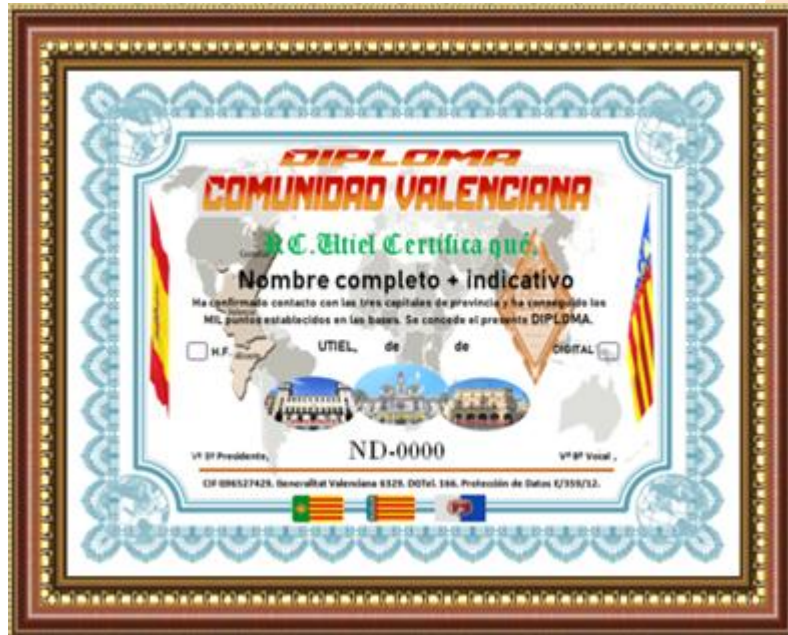 DIPLOMA
COMUNIDAD VALENCIANA
R.C. Utiel Certifica qué.
Nombre completo + indicativo
Ha confirmado contacto con las tres capitales de provincia y ha conseguido los
MIL puntos establecidos en las bases. Se concede el presente DIPLOMA.
H.F. UTIEL, de de DIGITAL
Alicante
Vº Bº Presidente, ND-0000 Vº Bº Vocal ,
CIF G96527429. Generalitat Valenciana 6329. DGTel. 166. Protección de Datos E/359/12.